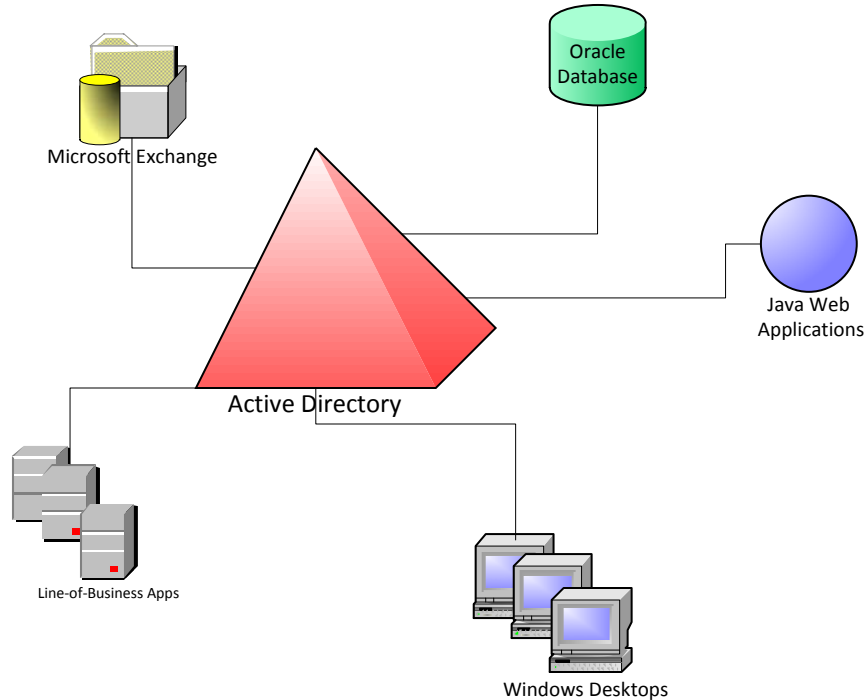 Oracle
Database
Microsoft Exchange
Java Web
Applications
Active Directory
Line-of-Business Apps
Windows Desktops